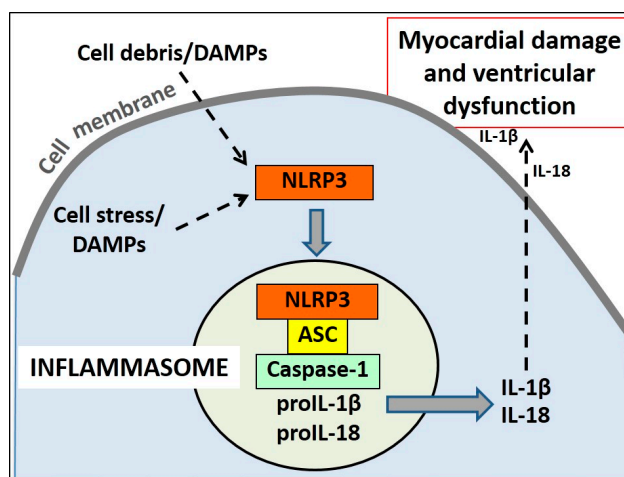 Cell debris/DAMPs
Myocardial damage
and ventricular
dysfunction
Cell membrane
IL-1β
IL-18
NLRP3
Cell stress/
DAMPs
NLRP3
ASC
INFLAMMASOME
Caspase-1
proIL-1β
proIL-18
IL-1β
IL-18